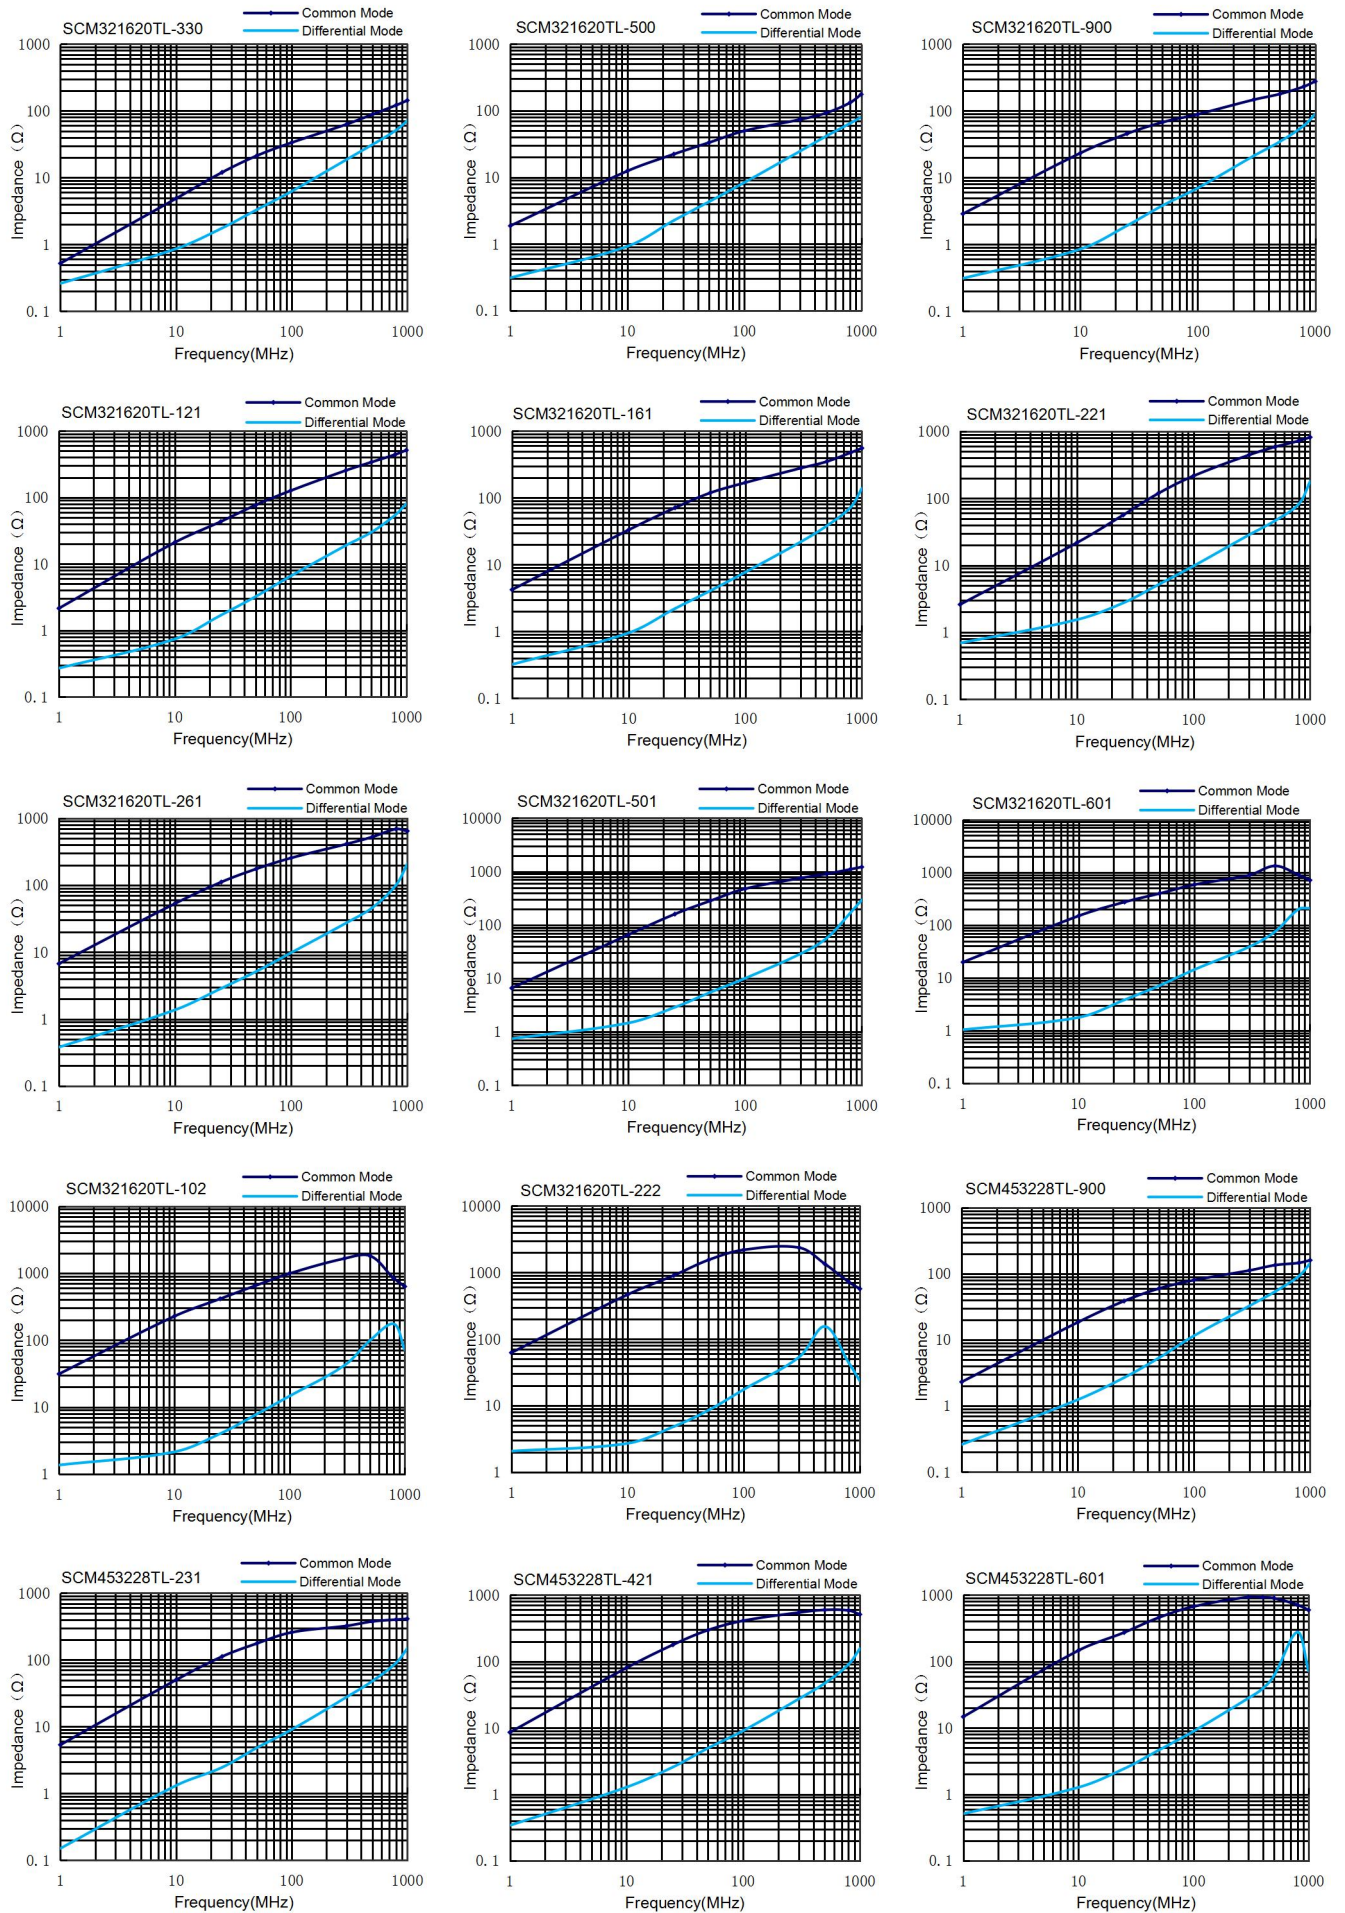 SCM321620TL-330
Common Mode
Differential Mode
1000
100
10
1
0.1
Impedance (Ω)
1 10 100 1000
Frequency(MHz)
SCM321620TL-500
Common Mode
Differential Mode
1000
100
10
1
0.1
Impedance (Ω)
1 10 100 1000
Frequency(MHz)
SCM321620TL-900
Common Mode
Differential Mode
1000
100
10
1
0.1
Impedance (Ω)
1 10 100 1000
Frequency(MHz)
SCM321620TL-121
Common Mode
Differential Mode
1000
100
10
1
0.1
Impedance (Ω)
1 10 100 1000
Frequency(MHz)
SCM321620TL-161
Common Mode
Differential Mode
1000
100
10
1
0.1
Impedance (Ω)
1 10 100 1000
Frequency(MHz)
SCM321620TL-221
Common Mode
Differential Mode
1000
100
10
1
0.1
Impedance (Ω)
1 10 100 1000
Frequency(MHz)
SCM321620TL-261
Common Mode
Differential Mode
1000
100
10
1
0.1
Impedance (Ω)
1 10 100 1000
Frequency(MHz)
SCM321620TL-501
Common Mode
Differential Mode
10000
1000
100
10
1
0.1
Impedance (Ω)
1 10 100 1000
Frequency(MHz)
SCM321620TL-601
Common Mode
Differential Mode
10000
1000
100
10
1
0.1
Impedance (Ω)
1 10 100 1000
Frequency(MHz)
SCM321620TL-102
Common Mode
Differential Mode
10000
1000
100
10
1
Impedance (Ω)
1 10 100 1000
Frequency(MHz)
SCM321620TL-222
Common Mode
Differential Mode
10000
1000
100
10
1
Impedance (Ω)
1 10 100 1000
Frequency(MHz)
SCM453228TL-900
Common Mode
Differential Mode
1000
100
10
1
0.1
Impedance (Ω)
1 10 100 1000
Frequency(MHz)
SCM453228TL-231
Common Mode
Differential Mode
1000
100
10
1
0.1
Impedance (Ω)
1 10 100 1000
Frequency(MHz)
SCM453228TL-421
Common Mode
Differential Mode
1000
100
10
1
0.1
Impedance (Ω)
1 10 100 1000
Frequency(MHz)
SCM453228TL-601
Common Mode
Differential Mode
1000
100
10
1
0.1
Impedance (Ω)
1 10 100 1000
Frequency(MHz)